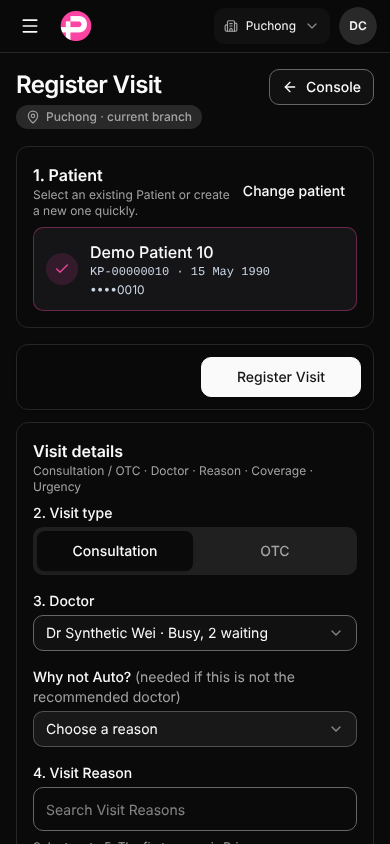 Puchong
DC
Register Visit
Puchong · current branch
Console
1. Patient
Select an existing Patient or create
a new one quickly.
Change patient
Demo Patient 10
KP-00000010 · 15 May 1990
••••0010
Register Visit
Visit details
Consultation / OTC · Doctor · Reason · Coverage ·
Urgency
2. Visit type
Consultation
OTC
3. Doctor
Dr Synthetic Wei · Busy, 2 waiting
Why not Auto? (needed if this is not the
recommended doctor)
Choose a reason
4. Visit Reason
Search Visit Reasons